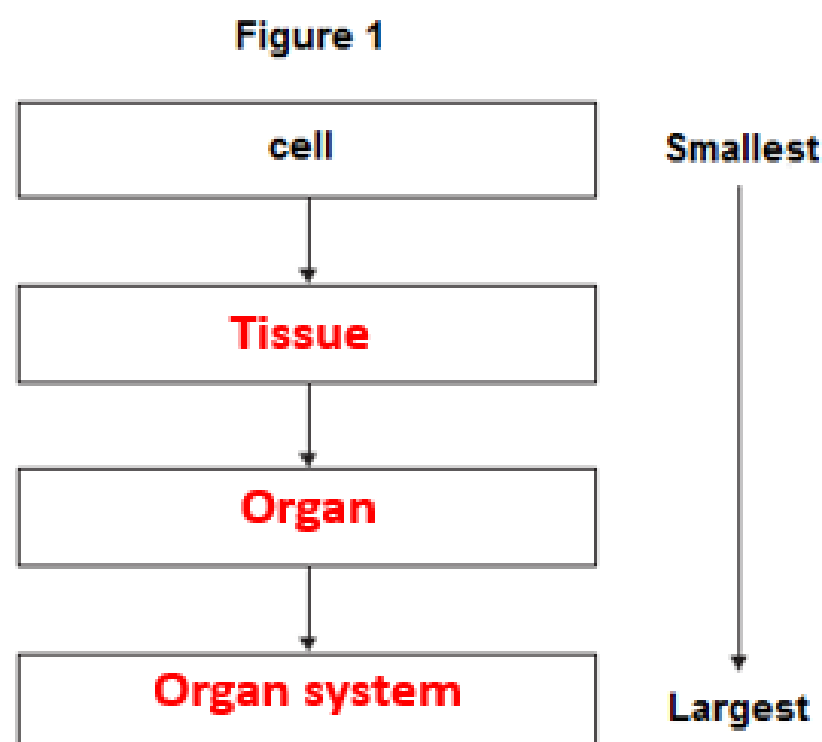 Figure 1
cell
Smallest
Tissue
Organ
Organ system
Largest